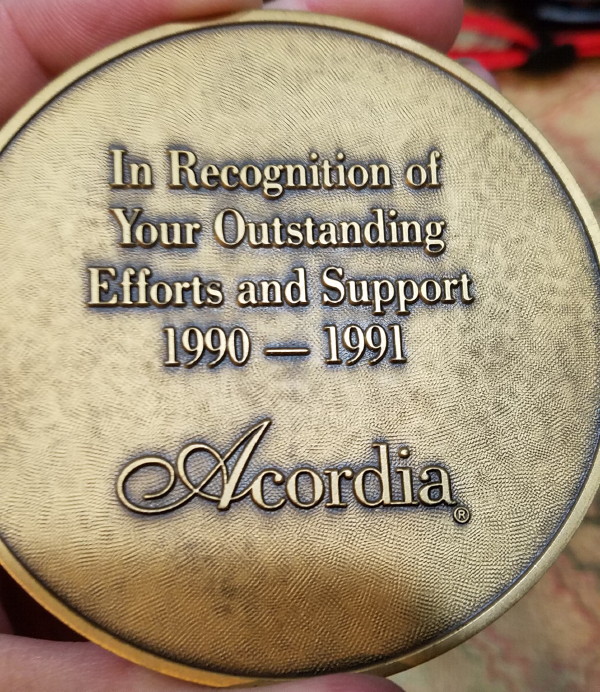 In Recognition of
Your Outstanding
Efforts and Support
1990 — 1991
Acordia®